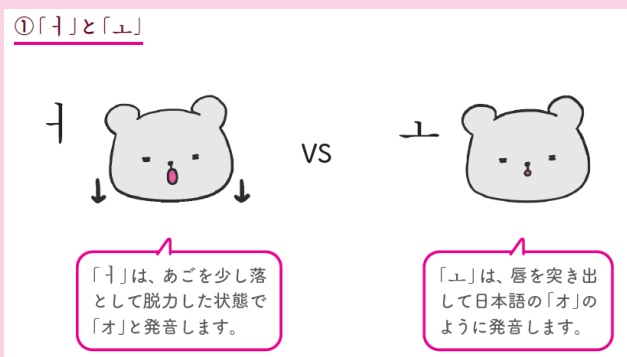 ①「ㅓ」と「ㅗ」
ㅓ
VS
ㅗ
「ㅓ」は、あごを少し落
として脱力した状態で
「オ」と発音します。
「ㅗ」は、唇を突き出
して日本語の「オ」の
ように発音します。